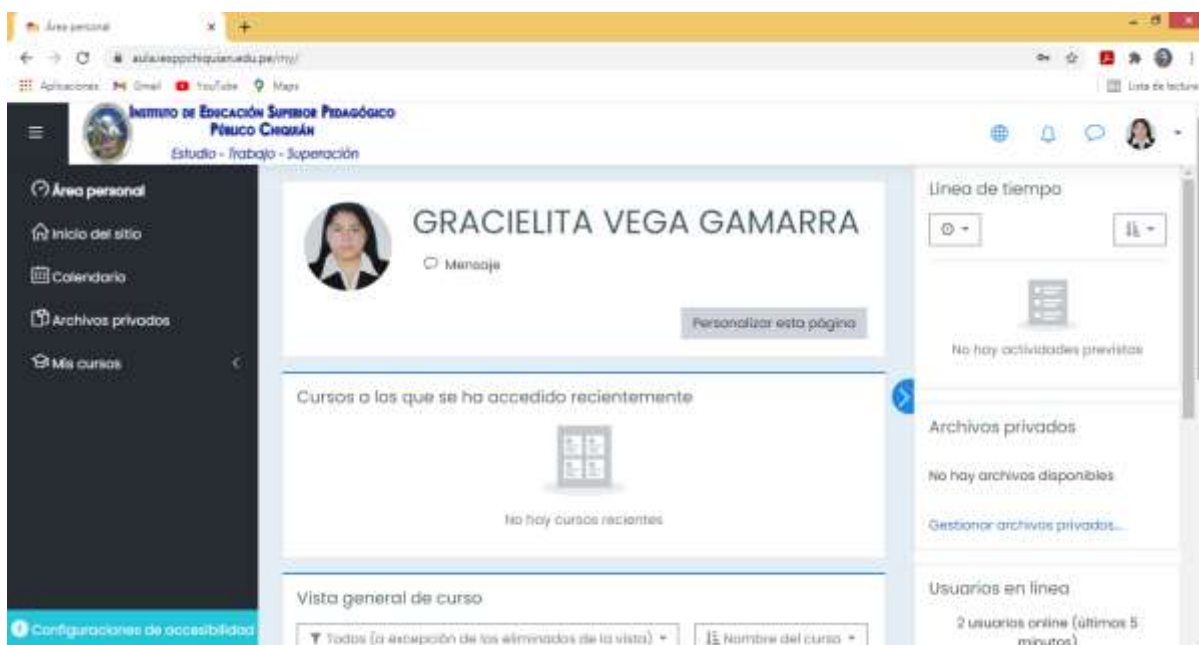 Área personal
aula.iesppchiquian.edu.pe/my/
Aplicaciones
Gmail
YouTube
Maps
Lista de lectura
INSTITUTO DE EDUCACIÓN SUPERIOR PEDAGÓGICO
PÚBLICO CHIQUIÁN
Estudio - Trabajo - Superación
Área personal
Inicio del sitio
Calendario
Archivos privados
Mis cursos
Configuraciones de accesibilidad
GRACIELITA VEGA GAMARRA
Mensaje
Personalizar esta página
Cursos a los que se ha accedido recientemente
No hay cursos recientes
Vista general de curso
Todos (a excepción de los eliminados de la vista)
Nombre del curso
Línea de tiempo
No hay actividades previstas
Archivos privados
No hay archivos disponibles
Gestionar archivos privados...
Usuarios en línea
2 usuarios online (últimos 5
minutos)